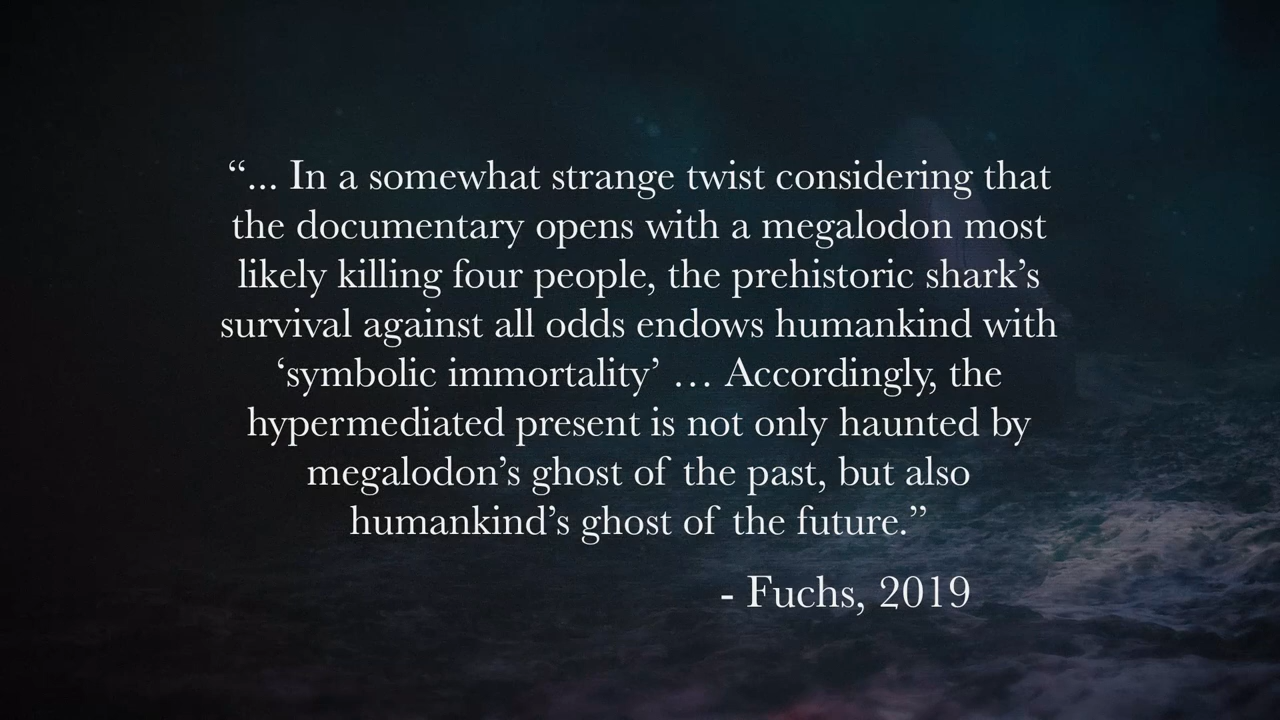 “... In a somewhat strange twist considering that
the documentary opens with a megalodon most
likely killing four people, the prehistoric shark’s
survival against all odds endows humankind with
‘symbolic immortality’ … Accordingly, the
hypermediated present is not only haunted by
megalodon’s ghost of the past, but also
humankind’s ghost of the future.”
- Fuchs, 2019